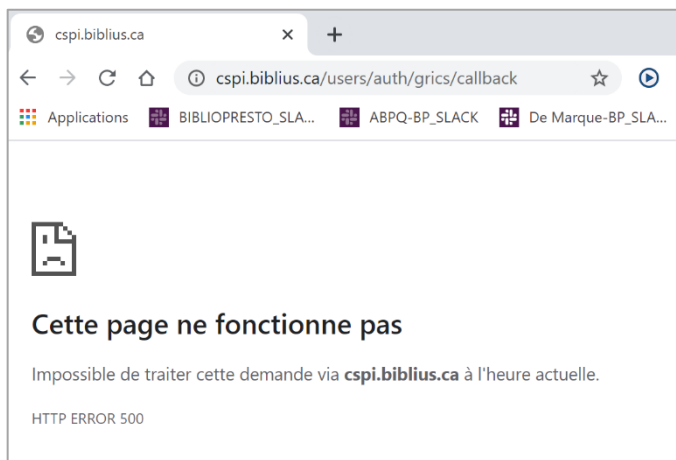 cspi.biblius.ca
cspi.biblius.ca/users/auth/grics/callback
Applications BIBLIOPRESTO_SLA... ABPQ-BP_SLACK De Marque-BP_SLA...
Cette page ne fonctionne pas
Impossible de traiter cette demande via cspi.biblius.ca à l'heure actuelle.
HTTP ERROR 500